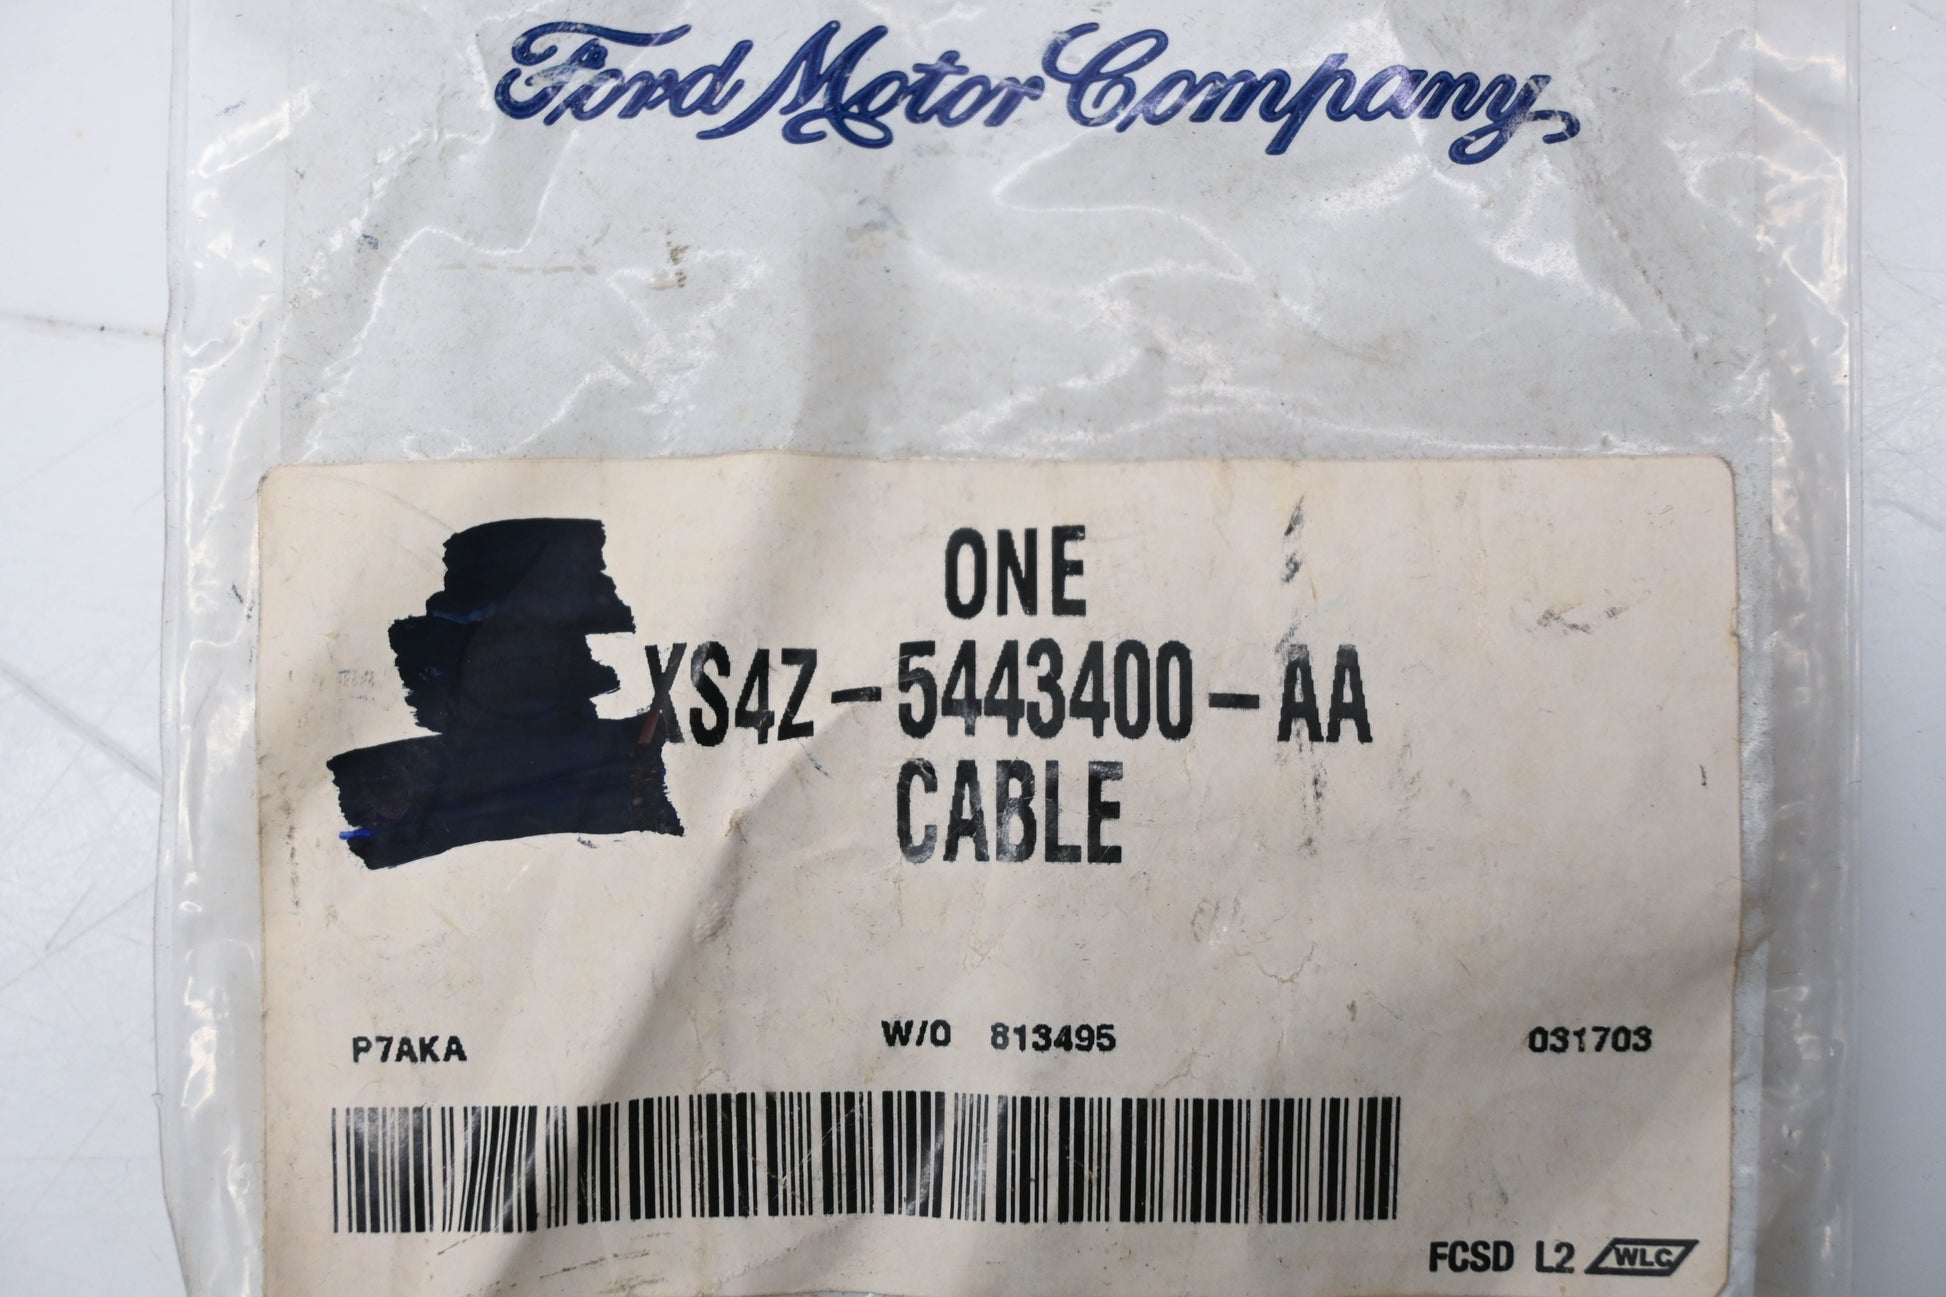 Ford Motor Company
ONE
XS4Z-5443400-AA
CABLE
P7AKA W/O 813495 031703
FCSD L2 WLC